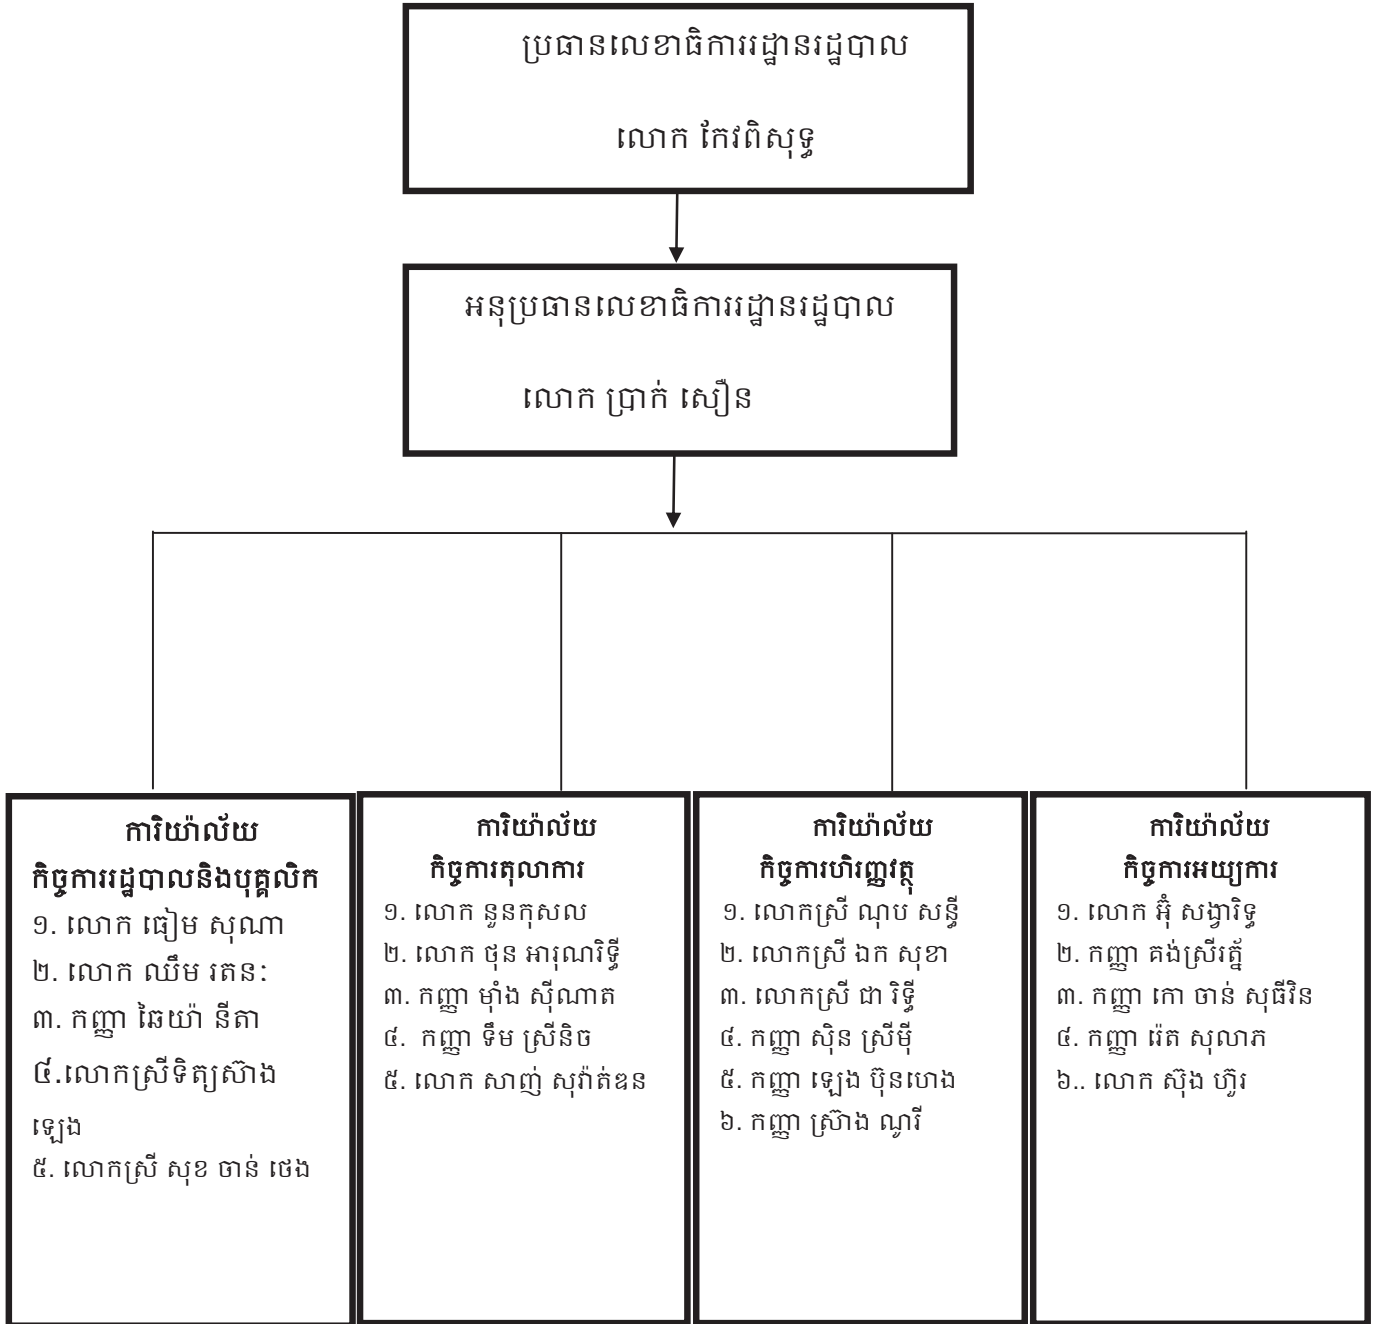 ប្រធានលេខាធិការរដ្ឋានរដ្ឋបាល
លោក កែវពិសុទ្ធ
អនុប្រធានលេខាធិការរដ្ឋានរដ្ឋបាល
លោក ប្រាក់ សឿន
ការិយ៉ាល័យ
កិច្ចការរដ្ឋបាលនិងបុគ្គលិក
១. លោក ធៀម សុណា
២. លោក ឈឹម រតនៈ
៣. កញ្ញា ឆៃយ៉ា នីតា
៤.លោកស្រីទិត្យស៊ាង
ឡេង
៥. លោកស្រី សុខ ចាន់ ថេង
ការិយ៉ាល័យ
កិច្ចការតុលាការ
១. លោក នួនកុសល
២. លោក ថុន អារុណរិទ្ធី
៣. កញ្ញា ម៉ាំង ស៊ីណាត
៤. កញ្ញា ទឹម ស្រីនិច
៥. លោក សាញ់ សុវ៉ាត់ឌន
ការិយ៉ាល័យ
កិច្ចការហិរញ្ញវត្ថុ
១. លោកស្រី ណុប សន្ធី
២. លោកស្រី ឯក សុខា
៣. លោកស្រី ជា រិទ្ធី
៤. កញ្ញា ស៊ិន ស្រីម៉ី
៥. កញ្ញា ឡេង ប៊ុនហេង
៦. កញ្ញា ស្រ៊ាង ណូរី
ការិយ៉ាល័យ
កិច្ចការអយ្យការ
១. លោក អ៊ុំ សង្វារិទ្ធ
២. កញ្ញា គង់ស្រីរត្ន័
៣. កញ្ញា កោ ចាន់ សុធីវិន
៤. កញ្ញា រ៉េត សុលាភ
៦.. លោក ស៊ុង ហ៊ួរ